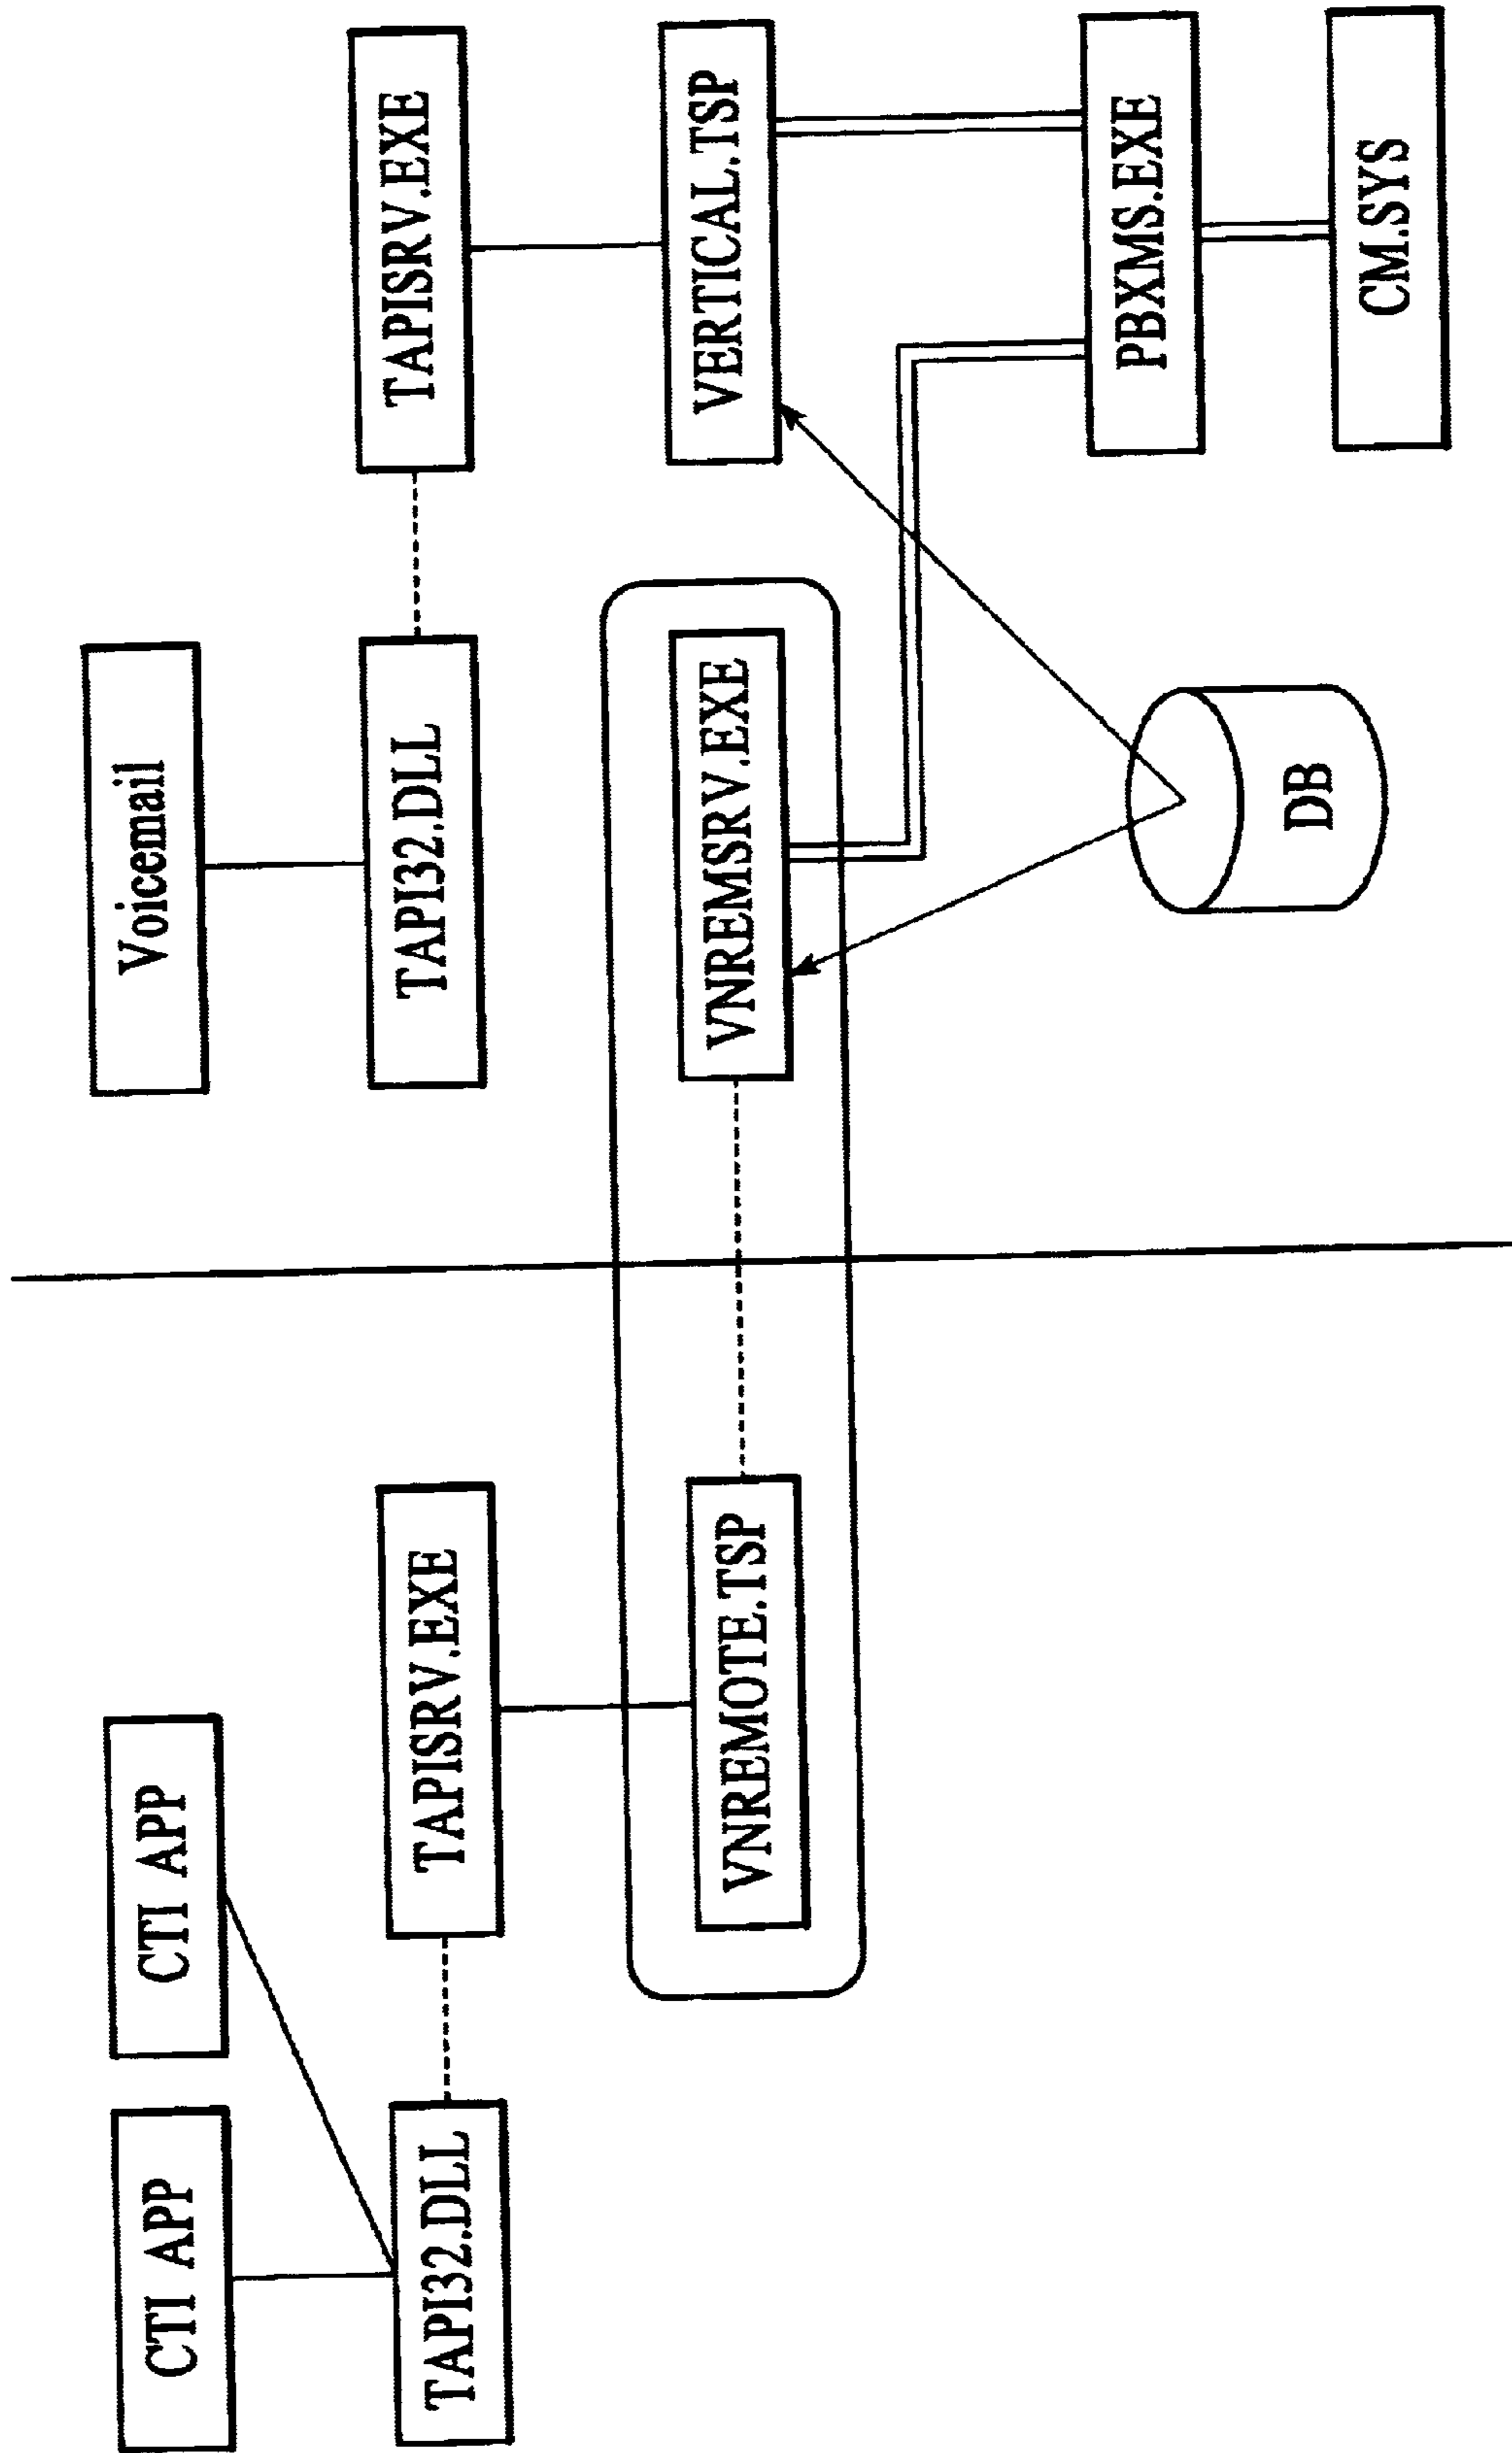 CTI APP
CTI APP
Voicemail
TAPI32.DLL
TAPISRV.EXE
TAPI32.DLL
TAPISRV.EXE
VNREMOTE.TSP
VNREMSRV.EXE
VERTICAL.TSP
DB
PBXMS.EXE
CM.SYS